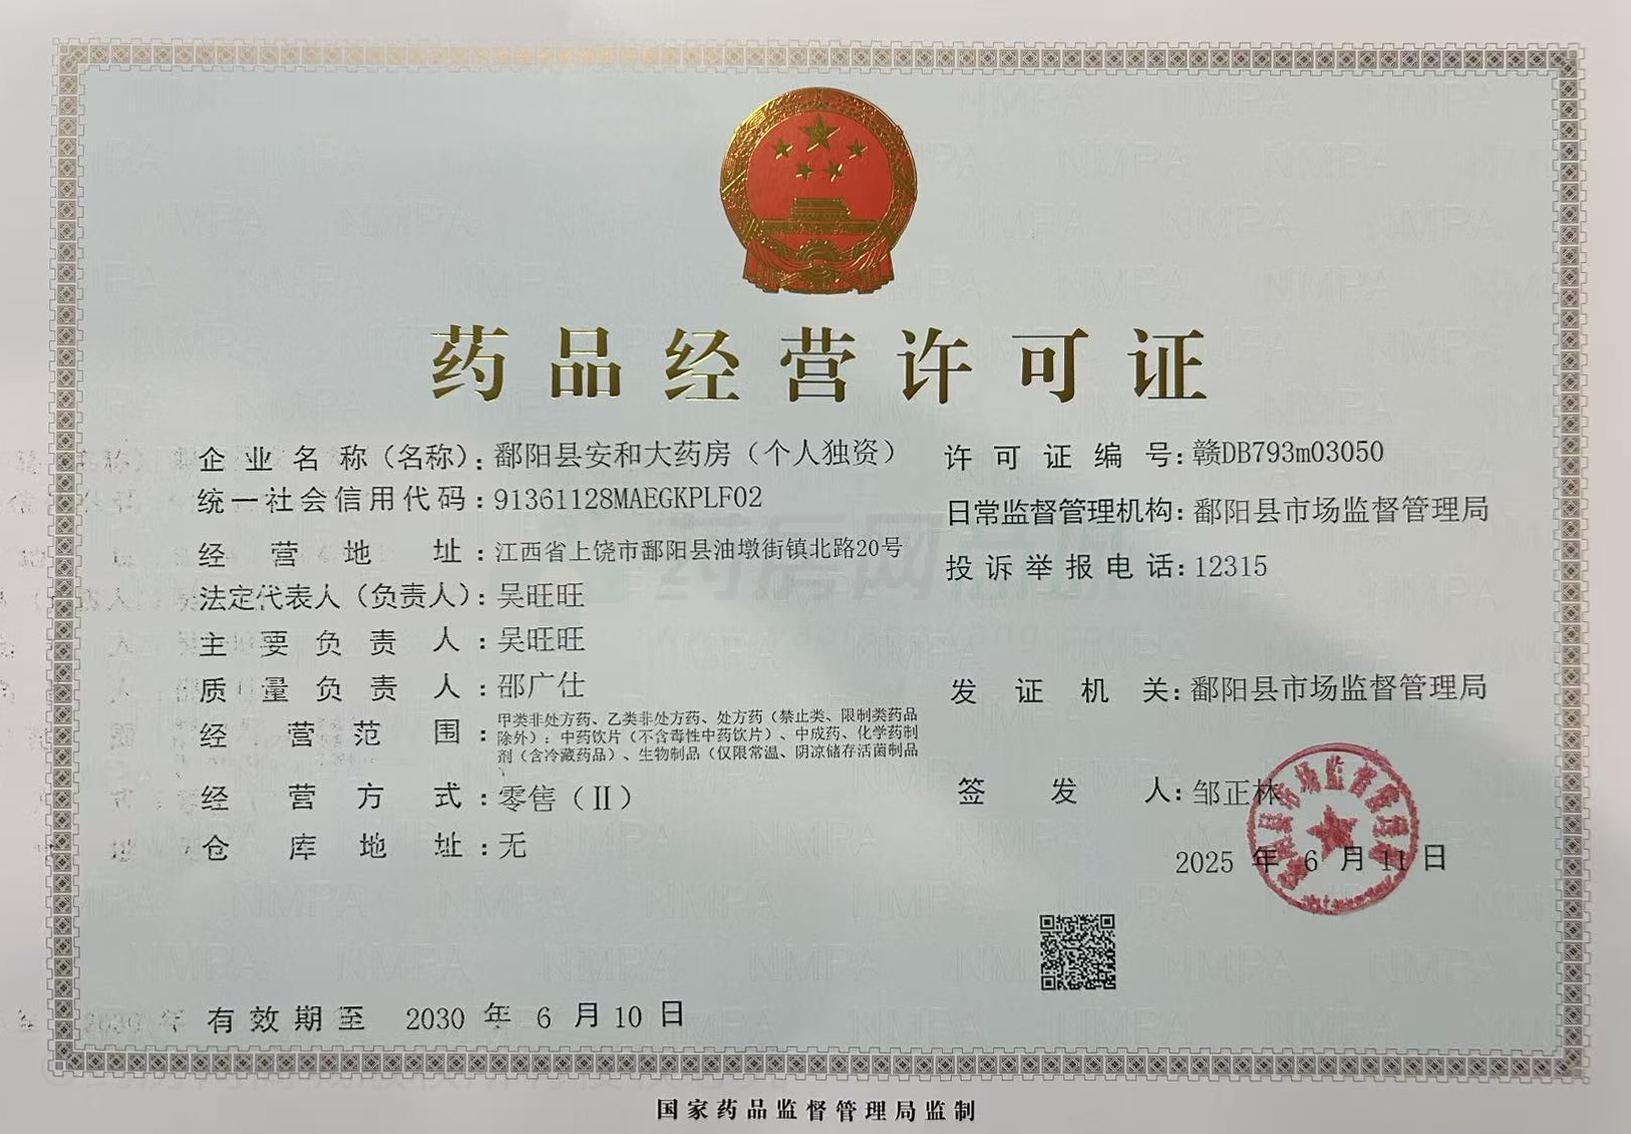 药品经营许可证
企业名称（名称）：鄱阳县安和大药房（个人独资）
统一社会信用代码：91361128MAEGKPLF02
经营地址：江西省上饶市鄱阳县油墩街镇北路20号
法定代表人（负责人）：吴旺旺
主要负责人：吴旺旺
质量负责人：邵广仕
经营范围：甲类非处方药、乙类非处方药、处方药（禁止类、限制类药品
除外）：中药饮片（不含毒性中药饮片）、中成药、化学药制
剂（含冷藏药品）、生物制品（仅限常温、阴凉储存活菌制品
）
经营方式：零售（Ⅱ）
仓库地址：无
许可证编号：赣DB793m03050
日常监督管理机构：鄱阳县市场监督管理局
投诉举报电话：12315
发证机关：鄱阳县市场监督管理局
签发人：邹正林
2025年6月11日
有效期至 2030年6月10日
国家药品监督管理局监制